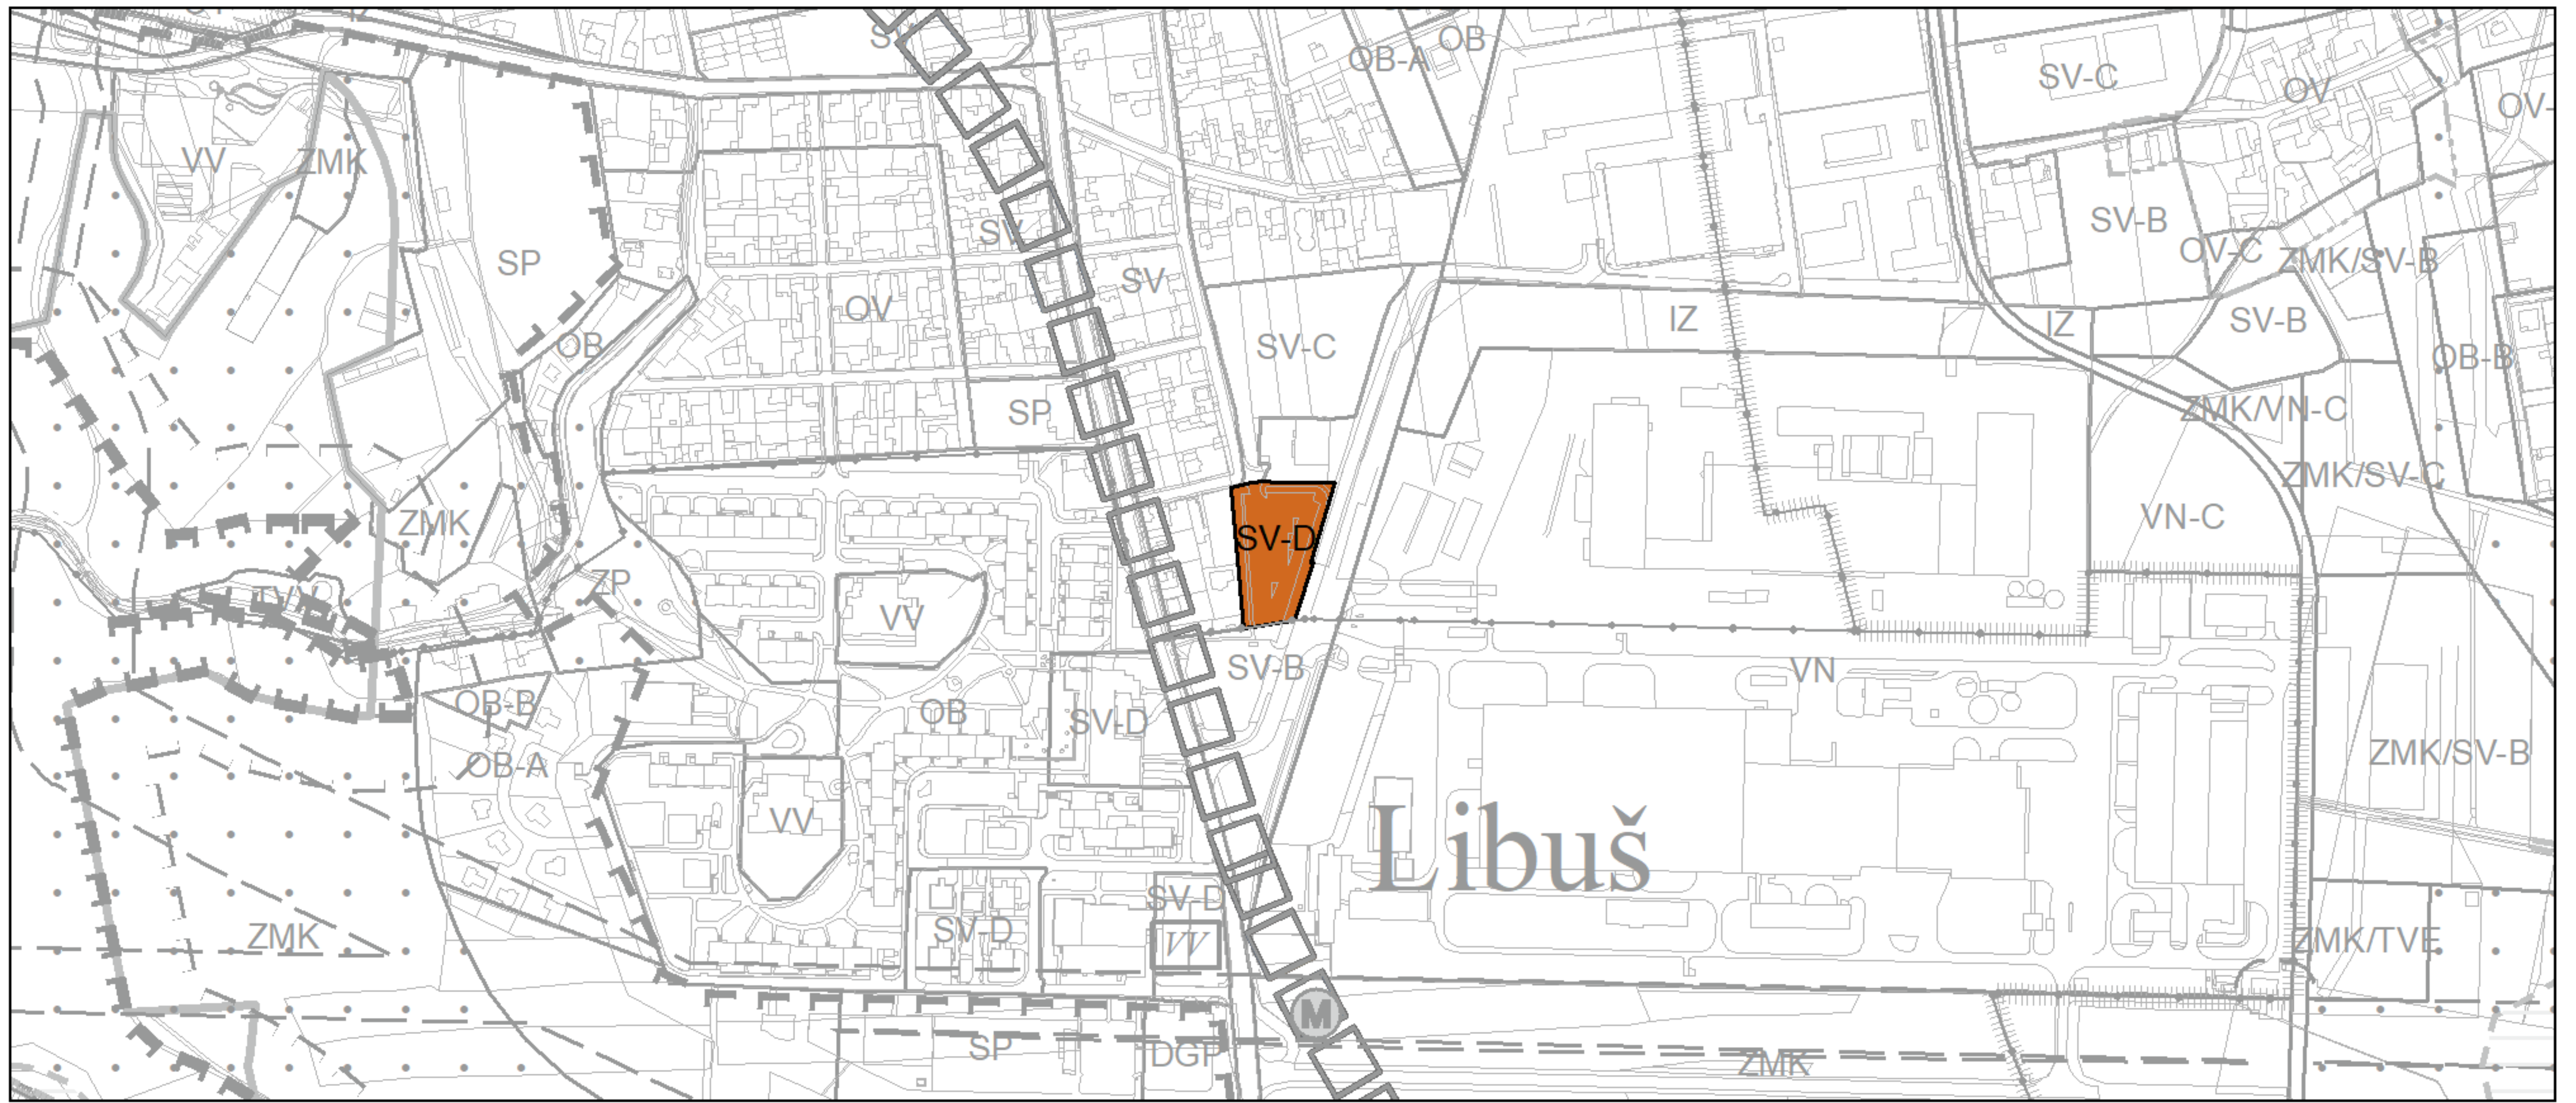 SV
OB-A
OB
SV-C
OV
OV-
VV
ZMK
SP
SV
SV-B
OV-C
ZMK/SV-B
SV
OV
OB
SV-C
IZ
IZ
SV-B
OB-B
SP
ZMK/VN-C
ZMK/SV-C
ZMK
SV-D
VN-C
TVV
ZP
VV
SV-B
VN
OB-B
OB
SV-D
OB-A
ZMK/SV-B
VV
Libuš
SV-D
ZMK
SV-D
VV
ZMK/TVE
M
SP
DGP
ZMK